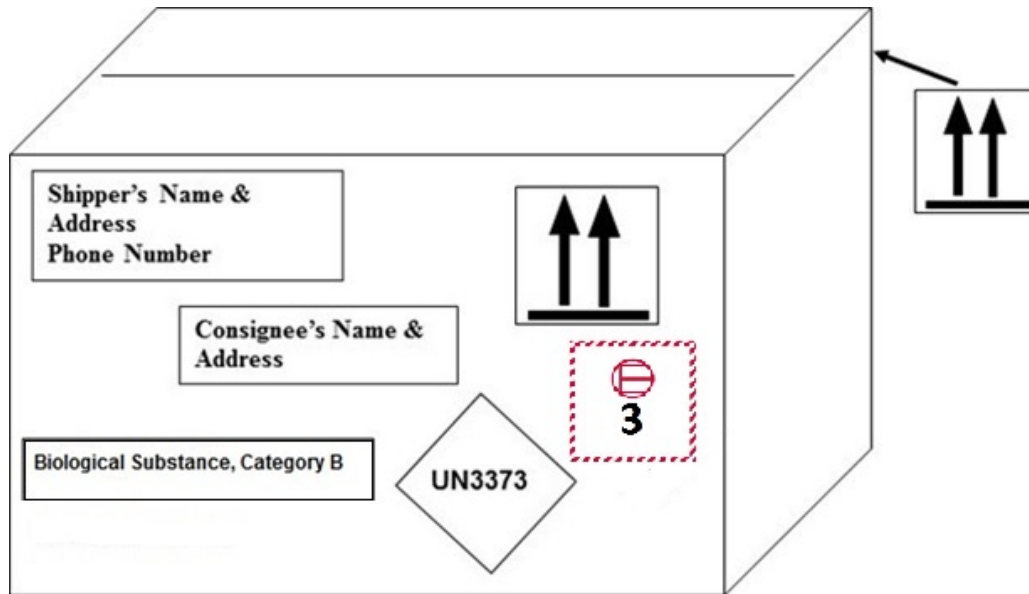 Shipper's Name &
Address
Phone Number
Consignee's Name &
Address
3
Biological Substance, Category B
UN3373